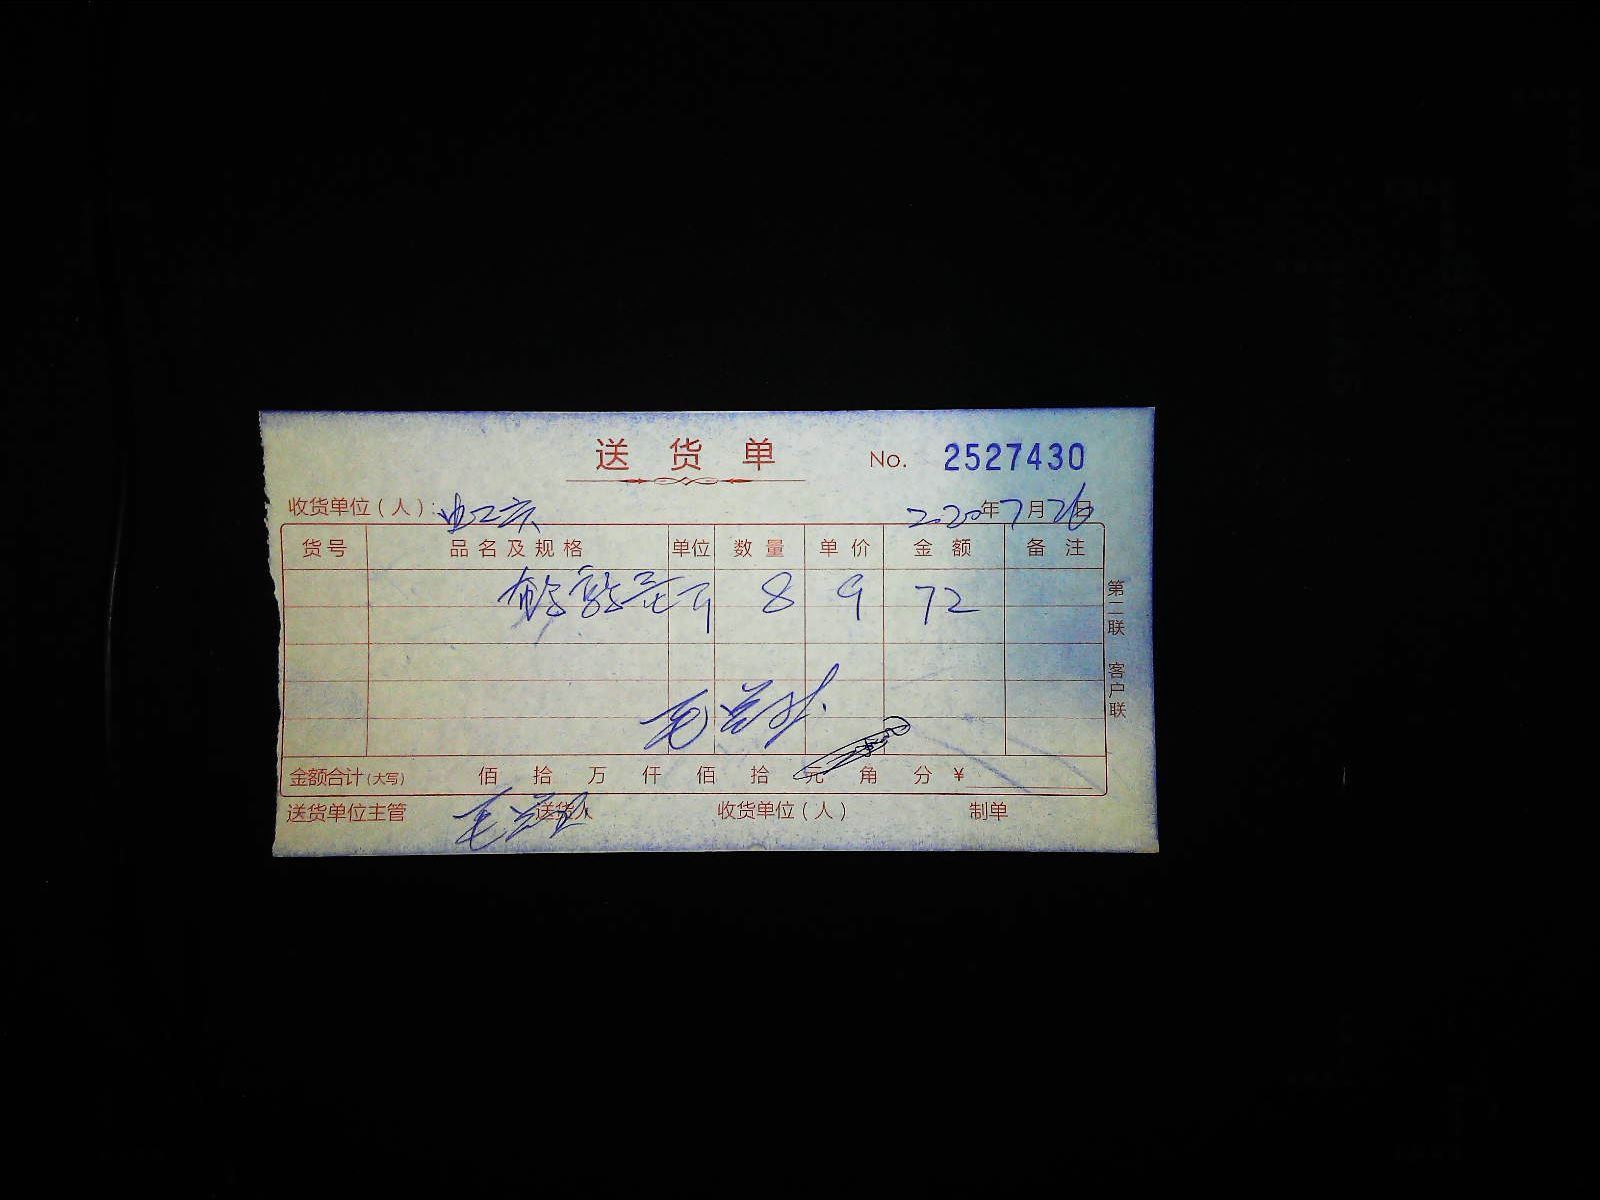 送货单 No. 2527430
收货单位（人）： 2020年7月26日
货号 品名及规格 单位 数量 单价 金额 备注
8 9 72
金额合计（大写） 佰 拾 万 仟 佰 拾 元 角 分 ￥
送货单位主管 送货人 收货单位（人） 制单
第二联 客户联